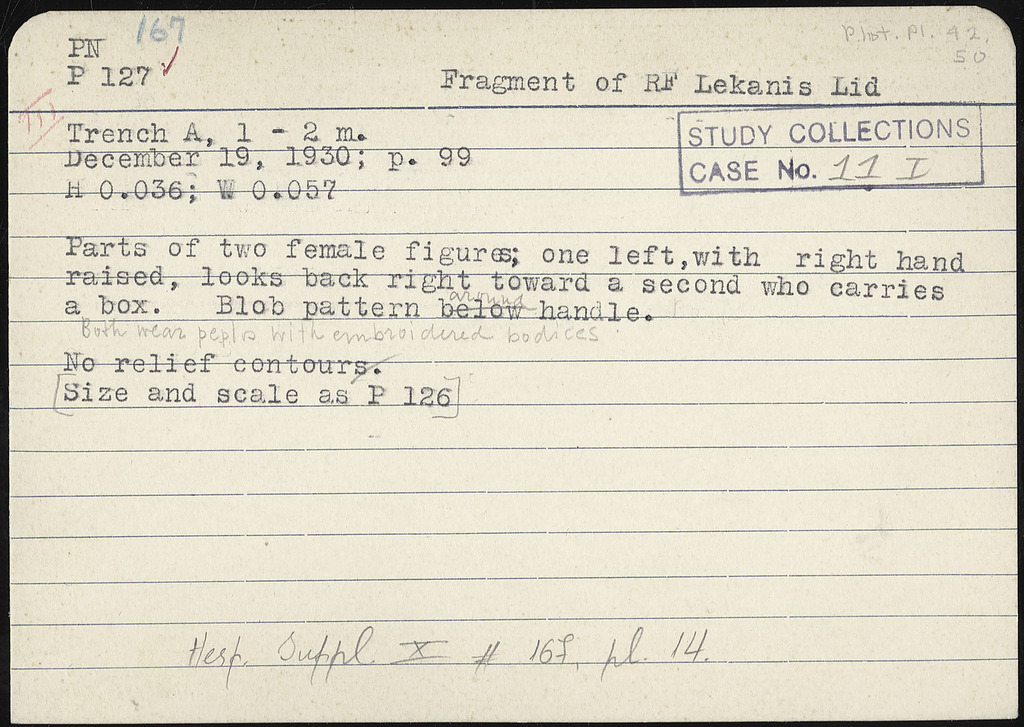 167
Phot. Pl. 42,
50
PN
P 127 ✓
Fragment of RF Lekanis Lid
III
Trench A, 1 - 2 m.
December 19, 1930; p. 99
H 0.036; W 0.057
STUDY COLLECTIONS
CASE No. 11 I
Parts of two female figures; one left, with right hand
raised, looks back right toward a second who carries
around
a box. Blob pattern below handle.
Both wear peplos with embroidered bodices
No relief contours.
[Size and scale as P 126]
Hesp. Suppl. X # 167, pl. 14.